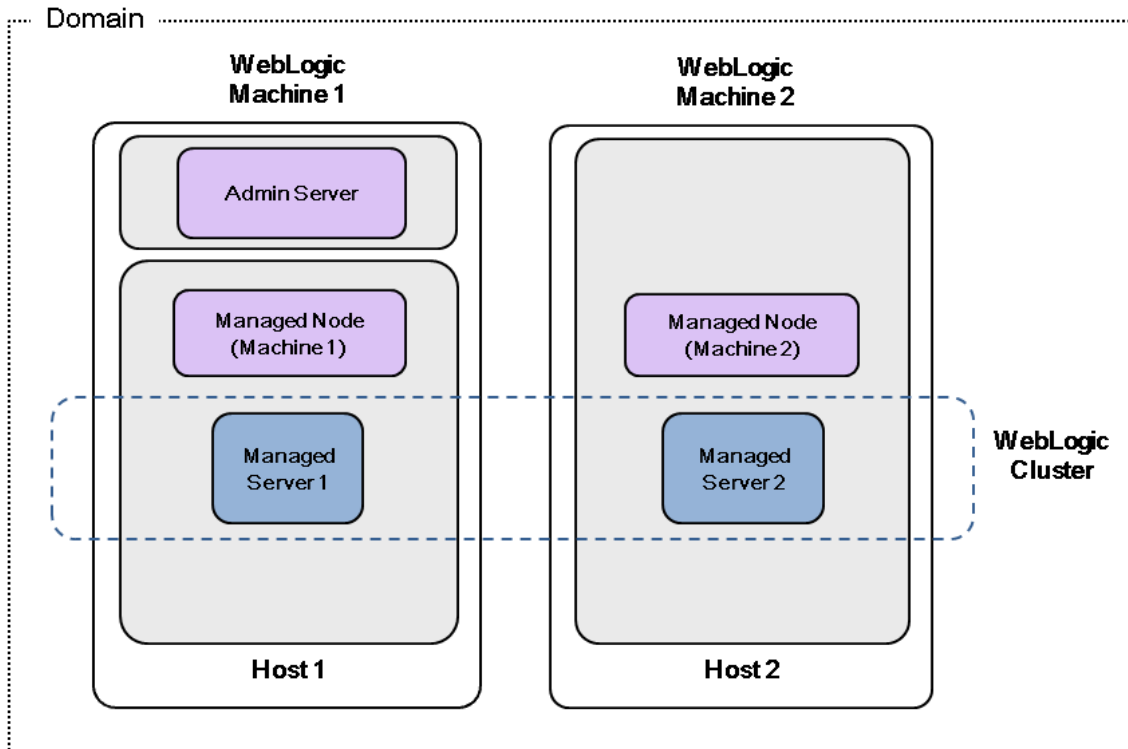 Domain
WebLogic
Machine 1
WebLogic
Machine 2
Admin Server
Managed Node
(Machine 1)
Managed Node
(Machine 2)
Managed
Server 1
Managed
Server 2
WebLogic
Cluster
Host 1
Host 2